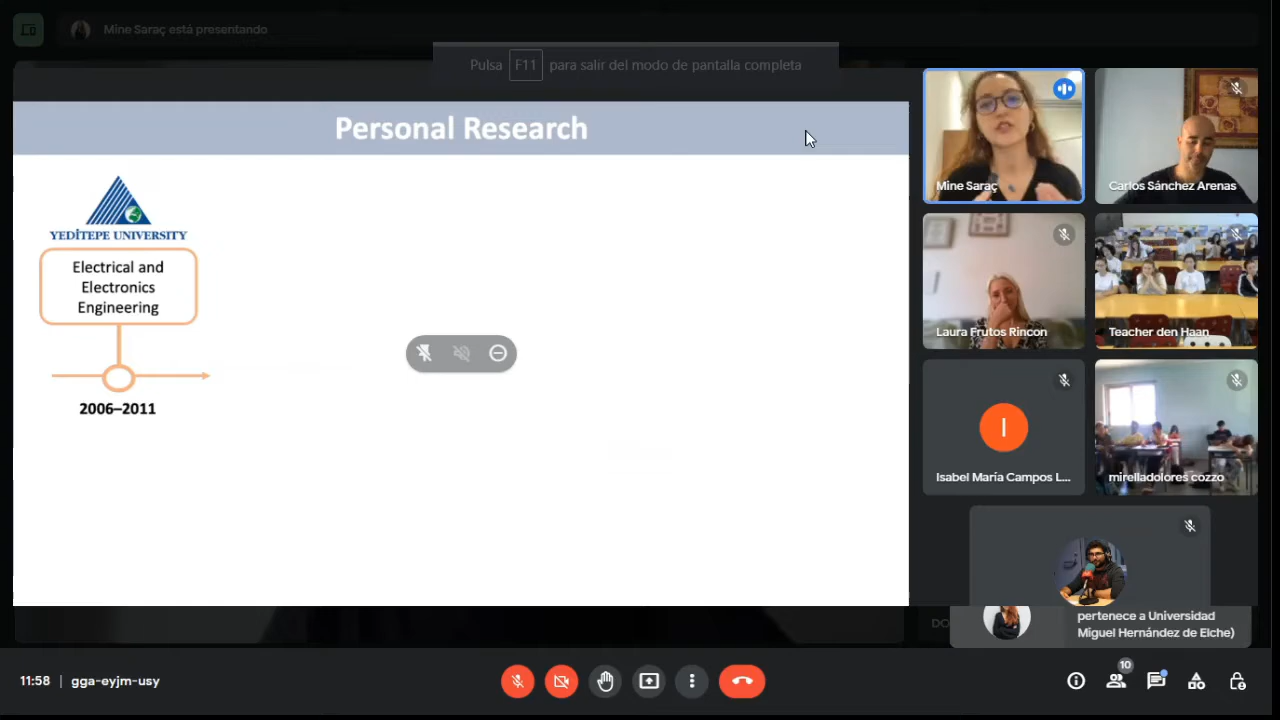 Mine Saraç está presentando
Pulsa F11 para salir del modo de pantalla completa
Personal Research
YEDİTEPE UNIVERSITY
Electrical and
Electronics
Engineering
2006–2011
Mine Saraç
Carlos Sánchez Arenas
Laura Frutos Rincon
Teacher den Haan
I
Isabel María Campos L...
mirelladolores cozzo
DO
pertenece a Universidad
Miguel Hernández de Elche)
11:58 | gga-eyjm-usy
10